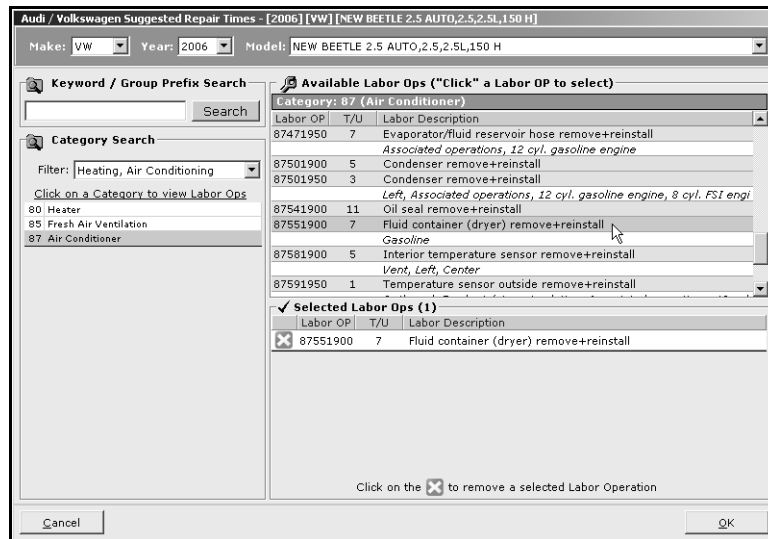 Audi / Volkswagen Suggested Repair Times - [2006] [VW] [NEW BEETLE 2.5 AUTO,2.5,2.5L,150 H]
Make: VW Year: 2006 Model: NEW BEETLE 2.5 AUTO,2.5,2.5L,150 H
Keyword / Group Prefix Search
Search
Category Search
Filter: Heating, Air Conditioning
Click on a Category to view Labor Ops
80 Heater
85 Fresh Air Ventilation
87 Air Conditioner
Available Labor Ops ("Click" a Labor OP to select)
Category: 87 (Air Conditioner)
Labor OP T/U Labor Description
87471950 7 Evaporator/fluid reservoir hose remove+reinstall
Associated operations, 12 cyl. gasoline engine
87501900 5 Condenser remove+reinstall
87501950 3 Condenser remove+reinstall
Left, Associated operations, 12 cyl. gasoline engine, 8 cyl. FSI engi
87541900 11 Oil seal remove+reinstall
87551900 7 Fluid container (dryer) remove+reinstall
Gasoline
87581900 5 Interior temperature sensor remove+reinstall
Vent, Left, Center
87591950 1 Temperature sensor outside remove+reinstall
Selected Labor Ops (1)
Labor OP T/U Labor Description
87551900 7 Fluid container (dryer) remove+reinstall
Click on the X to remove a selected Labor Operation
Cancel
OK